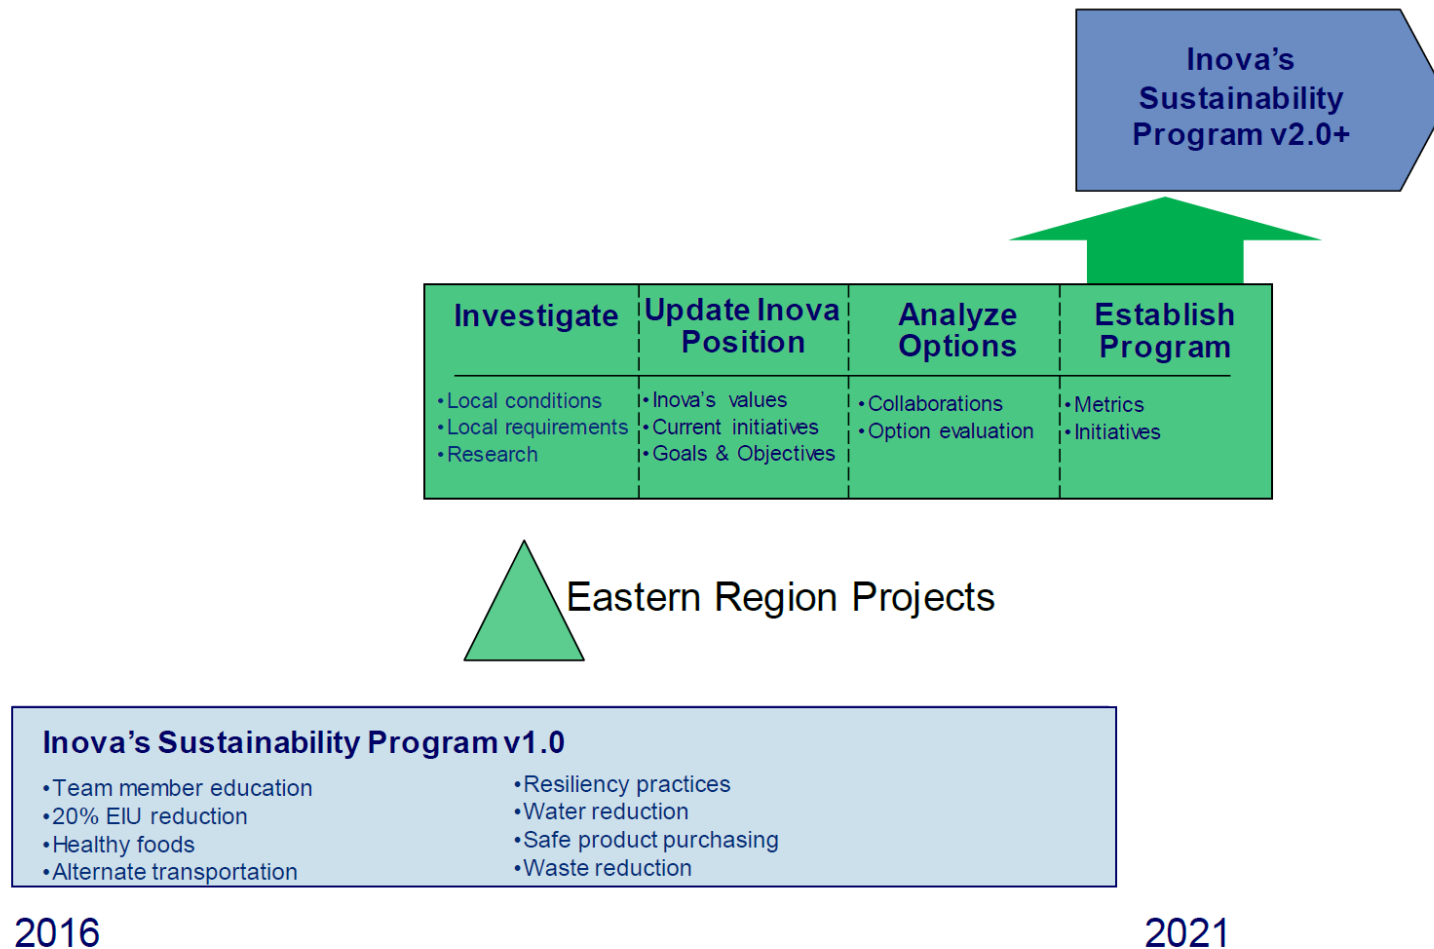 Inova's
Sustainability
Program v2.0+
Investigate
•Local conditions
•Local requirements
•Research
Update Inova
Position
•Inova's values
•Current initiatives
•Goals & Objectives
Analyze
Options
•Collaborations
•Option evaluation
Establish
Program
•Metrics
•Initiatives
Eastern Region Projects
Inova's Sustainability Program v1.0
•Team member education
•20% EIU reduction
•Healthy foods
•Alternate transportation
•Resiliency practices
•Water reduction
•Safe product purchasing
•Waste reduction
2016
2021